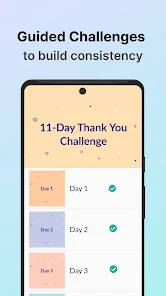 Guided Challenges
to build consistency
11-Day Thank You
Challenge
Day 1
Day 1
Day 2
Day 2
Day 3
Day 3